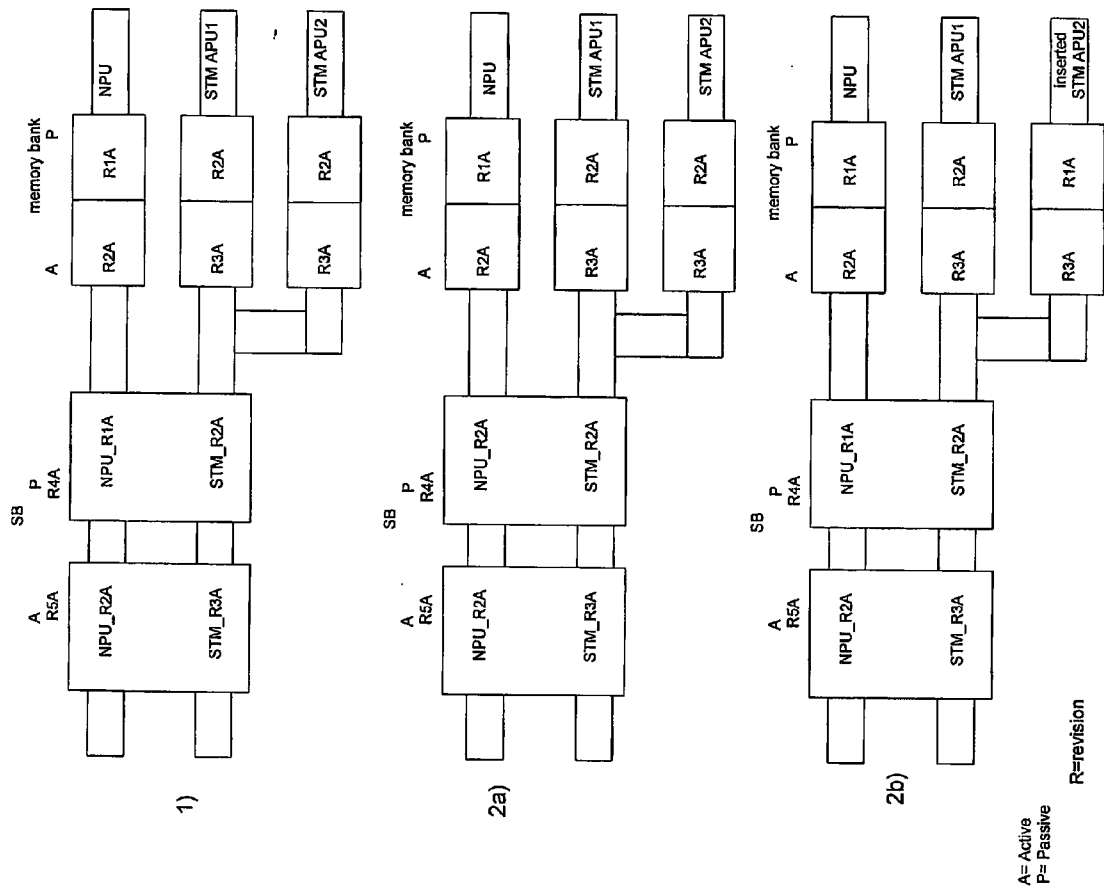 1)
SB
A
R5A
P
R4A
NPU_R2A
STM_R3A
NPU_R1A
STM_R2A
memory bank
A
P
R2A
R1A
NPU
R3A
R2A
STM APU1
R3A
R2A
STM APU2
2a)
SB
A
R5A
P
R4A
NPU_R2A
STM_R3A
NPU_R2A
STM_R2A
memory bank
A
P
R2A
R1A
NPU
R3A
R2A
STM APU1
R3A
R2A
STM APU2
2b)
SB
A
R5A
P
R4A
NPU_R2A
STM_R3A
NPU_R1A
STM_R2A
memory bank
A
P
R2A
R1A
NPU
R3A
R2A
STM APU1
R3A
R1A
inserted
STM APU2
A= Active
P= Passive
R=revision